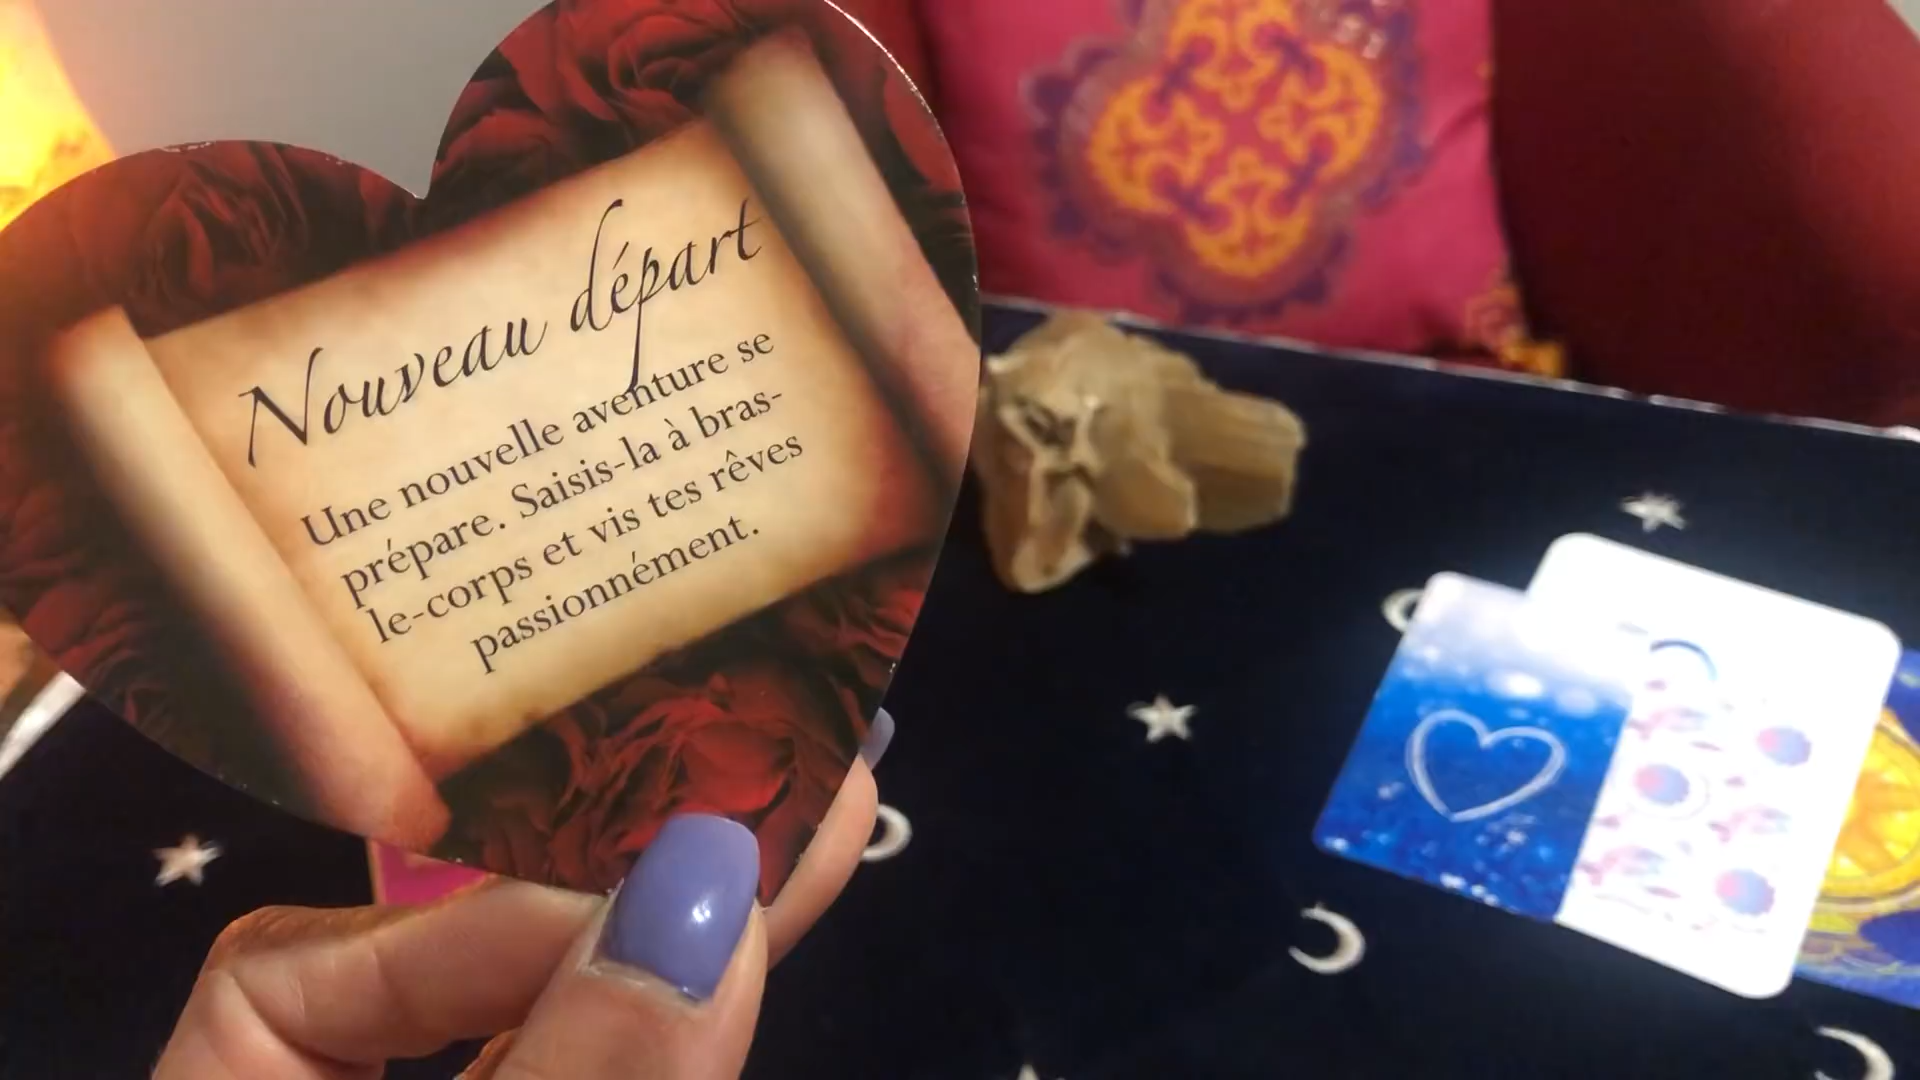 Nouveau départ
Une nouvelle aventure se
prépare. Saisis-la à bras-
le-corps et vis tes rêves
passionnément.